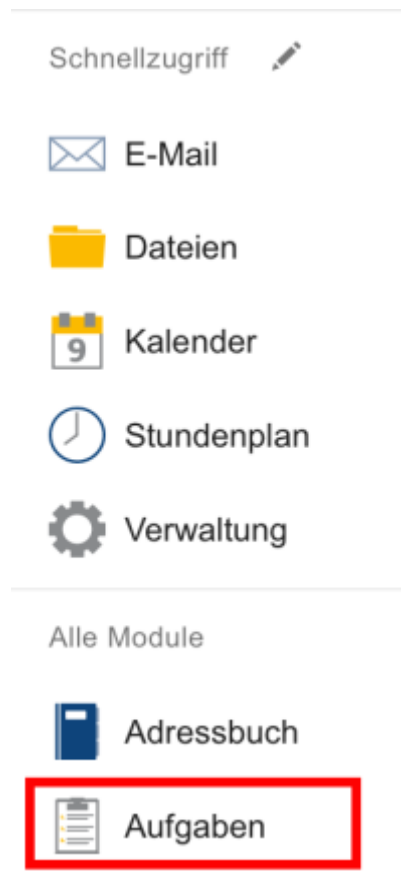 Schnellzugriff
E-Mail
Dateien
9 Kalender
Stundenplan
Verwaltung
Alle Module
Adressbuch
Aufgaben